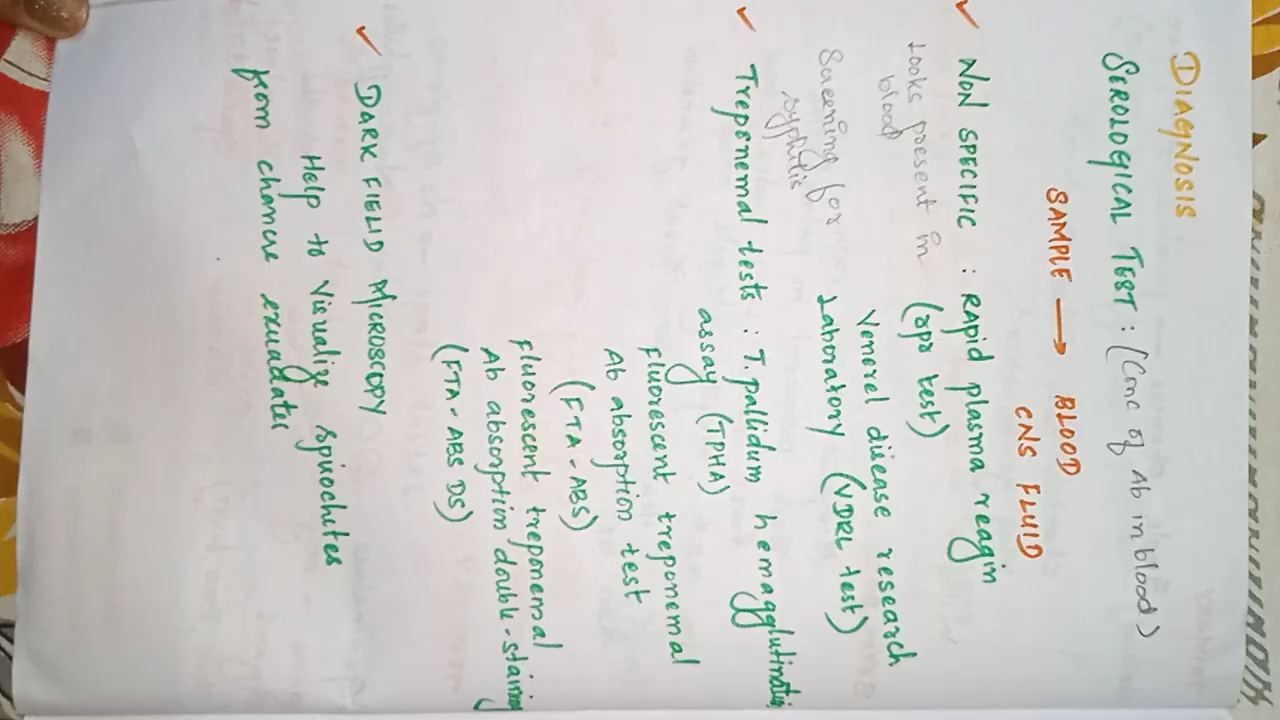 DIAGNOSIS
SEROLOGICAL TEST : (Conc of Ab in blood)
SAMPLE → BLOOD
CNS FLUID
✓ NON SPECIFIC : RAPID plasma reagin
Looks present in (rpr test)
blood
Venerel disease research
Screening for Laboratory (VDRL test)
syphilis
✓ Treponemal tests : T. pallidum hemagglutination
assay (TPHA)
Fluorescent treponemal
Ab absorption test
(FTA-ABS)
Fluorescent treponemal
Ab absorption double-staining
(FTA-ABS DS)
✓ DARK FIELD MICROSCOPY
Help to Visualize spirochetes
from chancre exudates